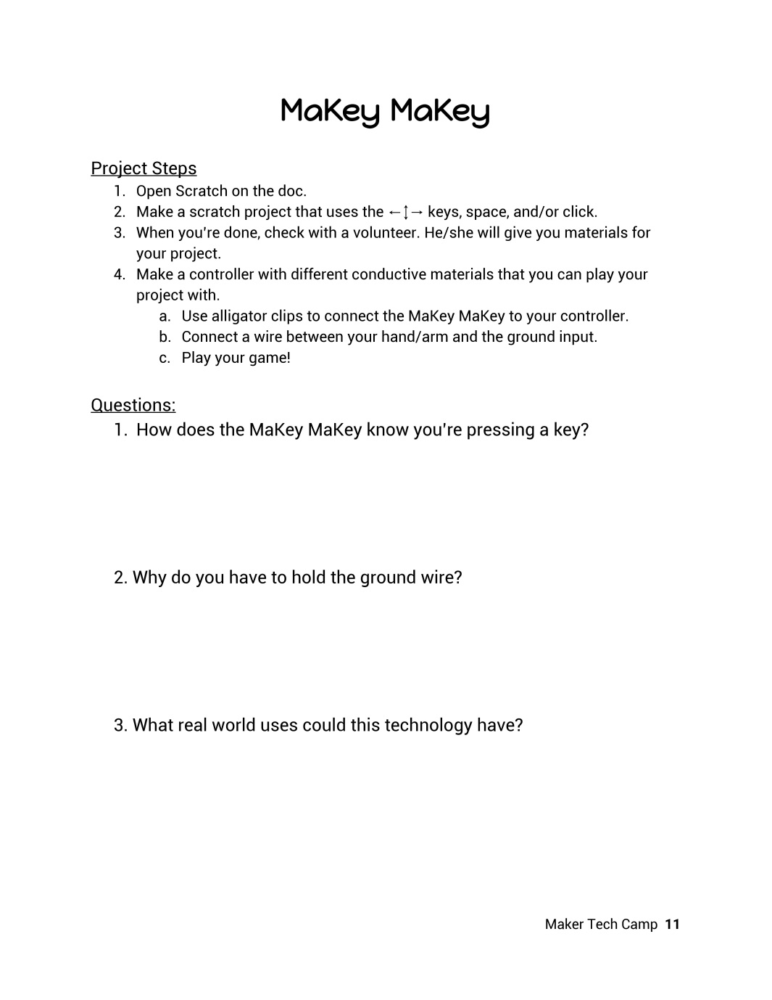 MaKey MaKey
Project Steps
1. Open Scratch on the doc.
2. Make a scratch project that uses the ←↕→ keys, space, and/or click.
3. When you're done, check with a volunteer. He/she will give you materials for
your project.
4. Make a controller with different conductive materials that you can play your
project with.
a. Use alligator clips to connect the MaKey MaKey to your controller.
b. Connect a wire between your hand/arm and the ground input.
c. Play your game!
Questions:
1. How does the MaKey MaKey know you're pressing a key?
2. Why do you have to hold the ground wire?
3. What real world uses could this technology have?
Maker Tech Camp 11